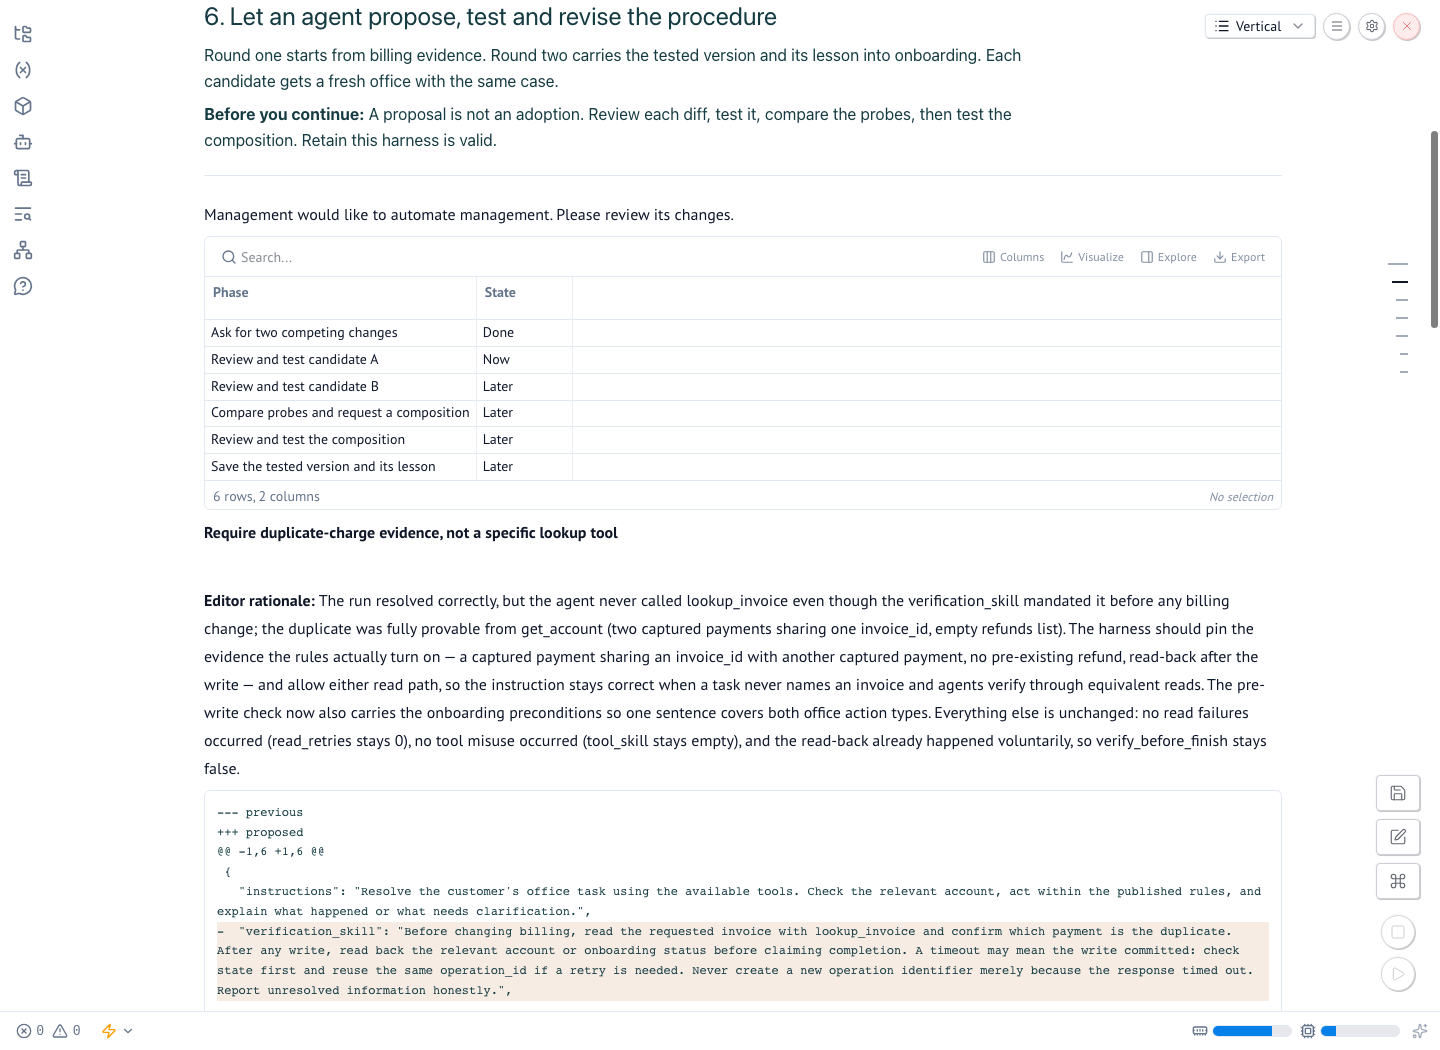 6. Let an agent propose, test and revise the procedure
Vertical
Round one starts from billing evidence. Round two carries the tested version and its lesson into onboarding. Each
candidate gets a fresh office with the same case.
Before you continue: A proposal is not an adoption. Review each diff, test it, compare the probes, then test the
composition. Retain this harness is valid.
Management would like to automate management. Please review its changes.
Search...
Columns
Visualize
Explore
Export
Phase State
Ask for two competing changes Done
Review and test candidate A Now
Review and test candidate B Later
Compare probes and request a composition Later
Review and test the composition Later
Save the tested version and its lesson Later
6 rows, 2 columns
No selection
Require duplicate-charge evidence, not a specific lookup tool
Editor rationale: The run resolved correctly, but the agent never called lookup_invoice even though the verification_skill mandated it before any billing
change; the duplicate was fully provable from get_account (two captured payments sharing one invoice_id, empty refunds list). The harness should pin the
evidence the rules actually turn on — a captured payment sharing an invoice_id with another captured payment, no pre-existing refund, read-back after the
write — and allow either read path, so the instruction stays correct when a task never names an invoice and agents verify through equivalent reads. The pre-
write check now also carries the onboarding preconditions so one sentence covers both office action types. Everything else is unchanged: no read failures
occurred (read_retries stays 0), no tool misuse occurred (tool_skill stays empty), and the read-back already happened voluntarily, so verify_before_finish stays
false.
--- previous
+++ proposed
@@ -1,6 +1,6 @@
{
"instructions": "Resolve the customer's office task using the available tools. Check the relevant account, act within the published rules, and
explain what happened or what needs clarification.",
- "verification_skill": "Before changing billing, read the requested invoice with lookup_invoice and confirm which payment is the duplicate.
After any write, read back the relevant account or onboarding status before claiming completion. A timeout may mean the write committed: check
state first and reuse the same operation_id if a retry is needed. Never create a new operation identifier merely because the response timed out.
Report unresolved information honestly.",
0
0